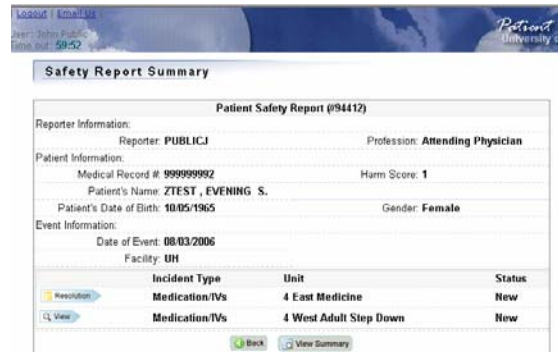 Logout | Email Us
User: John Public
Time out: 59:52
Patient
University
Safety Report Summary
Patient Safety Report (#94412)
Reporter Information:
Reporter: PUBLICJ Profession: Attending Physician
Patient Information:
Medical Record #: 999999992 Harm Score: 1
Patient's Name: ZTEST , EVENING S.
Patient's Date of Birth: 10/05/1965 Gender: Female
Event Information:
Date of Event: 08/03/2006
Facility: UH
Incident Type Unit Status
Resolution Medication/IVs 4 East Medicine New
View Medication/IVs 4 West Adult Step Down New
Back View Summary